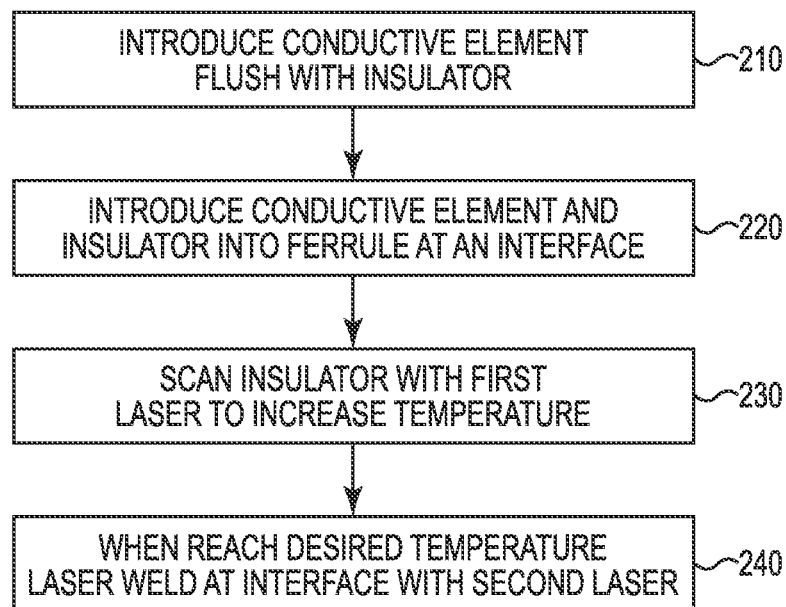 INTRODUCE CONDUCTIVE ELEMENT
FLUSH WITH INSULATOR
210
INTRODUCE CONDUCTIVE ELEMENT AND
INSULATOR INTO FERRULE AT AN INTERFACE
220
SCAN INSULATOR WITH FIRST
LASER TO INCREASE TEMPERATURE
230
WHEN REACH DESIRED TEMPERATURE
LASER WELD AT INTERFACE WITH SECOND LASER
240